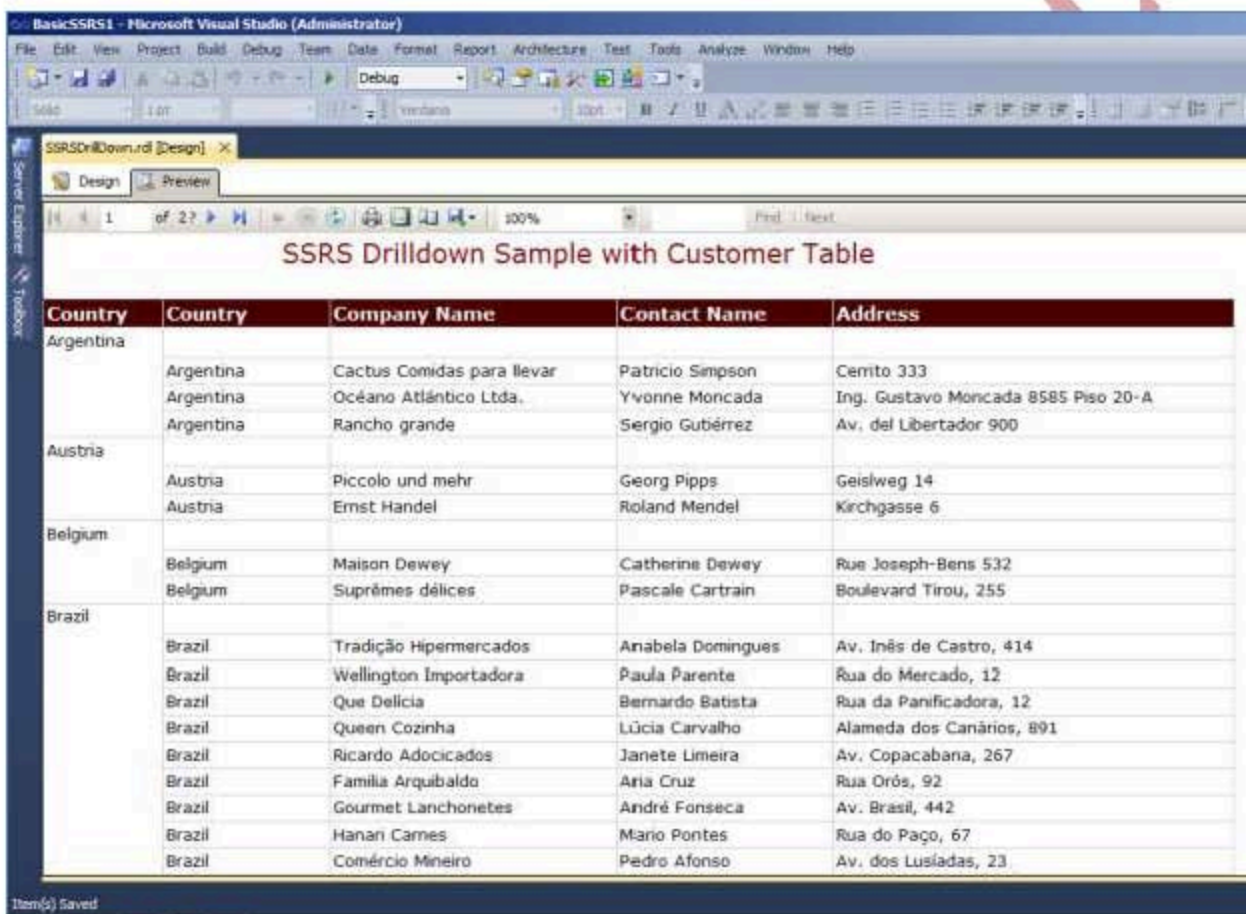 BasicSSRS1 - Microsoft Visual Studio (Administrator)
File Edit View Project Build Debug Team Data Format Report Architecture Test Tools Analyze Window Help
Debug
Solid 1 pt Verdana 10pt B I U A
SSRSDrillDown.rdl [Design] X
Server Explorer
Toolbox
Design Preview
1 of 2? 100% Find | Next
SSRS Drilldown Sample with Customer Table
Country Country Company Name Contact Name Address
Argentina
Argentina Cactus Comidas para llevar Patricio Simpson Cerrito 333
Argentina Océano Atlántico Ltda. Yvonne Moncada Ing. Gustavo Moncada 8585 Piso 20-A
Argentina Rancho grande Sergio Gutiérrez Av. del Libertador 900
Austria
Austria Piccolo und mehr Georg Pipps Geislweg 14
Austria Ernst Handel Roland Mendel Kirchgasse 6
Belgium
Belgium Maison Dewey Catherine Dewey Rue Joseph-Bens 532
Belgium Suprêmes délices Pascale Cartrain Boulevard Tirou, 255
Brazil
Brazil Tradição Hipermercados Anabela Domingues Av. Inês de Castro, 414
Brazil Wellington Importadora Paula Parente Rua do Mercado, 12
Brazil Que Delícia Bernardo Batista Rua da Panificadora, 12
Brazil Queen Cozinha Lúcia Carvalho Alameda dos Canàrios, 891
Brazil Ricardo Adocicados Janete Limeira Av. Copacabana, 267
Brazil Familia Arquibaldo Aria Cruz Rua Orós, 92
Brazil Gourmet Lanchonetes André Fonseca Av. Brasil, 442
Brazil Hanari Carnes Mario Pontes Rua do Paço, 67
Brazil Comércio Mineiro Pedro Afonso Av. dos Lusíadas, 23
Item(s) Saved